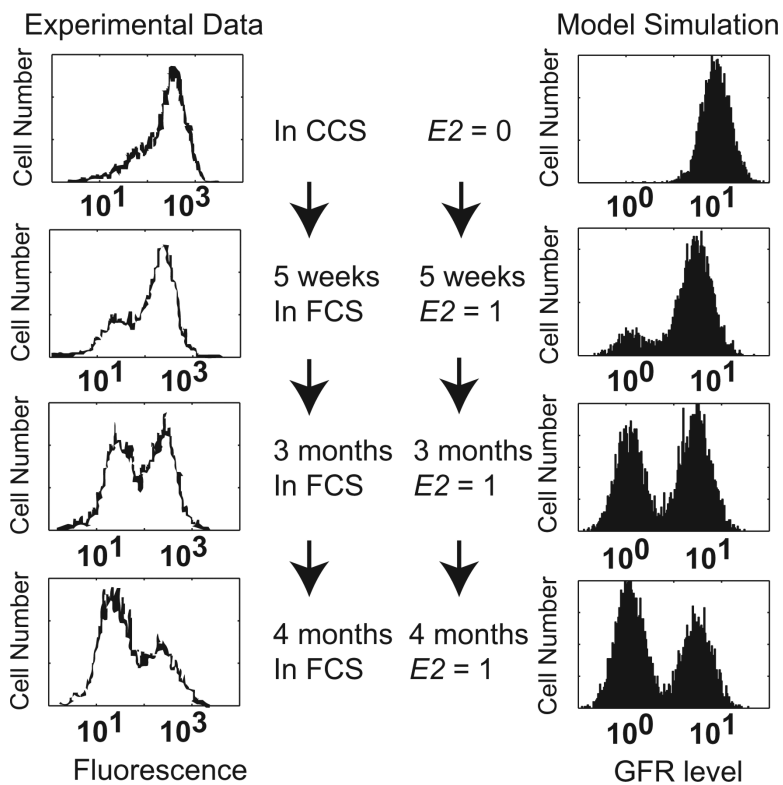 Experimental Data
Model Simulation
Cell Number
10^1 10^3
In CCS
E2 = 0
Cell Number
10^0 10^1
Cell Number
10^1 10^3
5 weeks
In FCS
5 weeks
E2 = 1
Cell Number
10^0 10^1
Cell Number
10^1 10^3
3 months
In FCS
3 months
E2 = 1
Cell Number
10^0 10^1
Cell Number
10^1 10^3
4 months
In FCS
4 months
E2 = 1
Cell Number
10^0 10^1
Fluorescence
GFR level